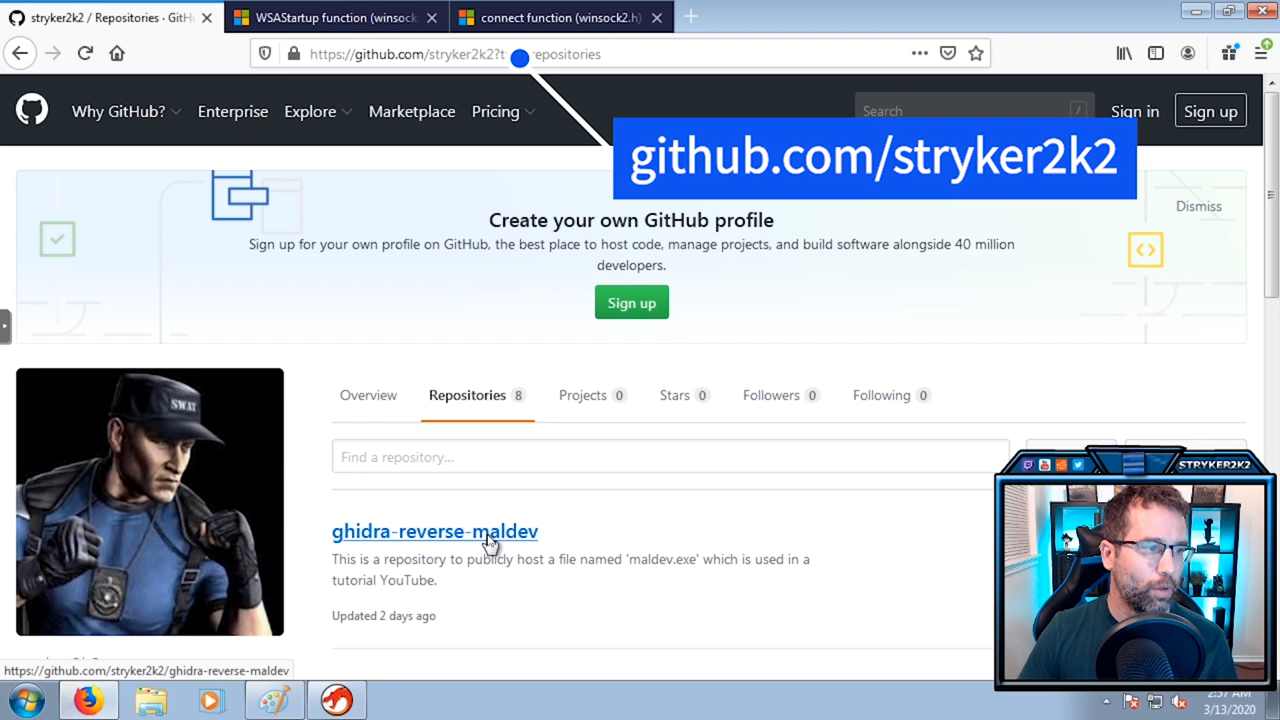 stryker2k2 / Repositories · GitHu
WSAStartup function (winsock
connect function (winsock2.h)
https://github.com/stryker2k2?t
repositories
Why GitHub?
Enterprise
Explore
Marketplace
Pricing
Search
/
Sign in
Sign up
github.com/stryker2k2
Dismiss
Create your own GitHub profile
Sign up for your own profile on GitHub, the best place to host code, manage projects, and build software alongside 40 million
developers.
Sign up
SWAT
Overview
Repositories 8
Projects 0
Stars 0
Followers 0
Following 0
Find a repository...
STRYKER2K2
ghidra-reverse-maldev
This is a repository to publicly host a file named 'maldev.exe' which is used in a
tutorial YouTube.
Updated 2 days ago
https://github.com/stryker2k2/ghidra-reverse-maldev
2:57 AM
3/13/2020